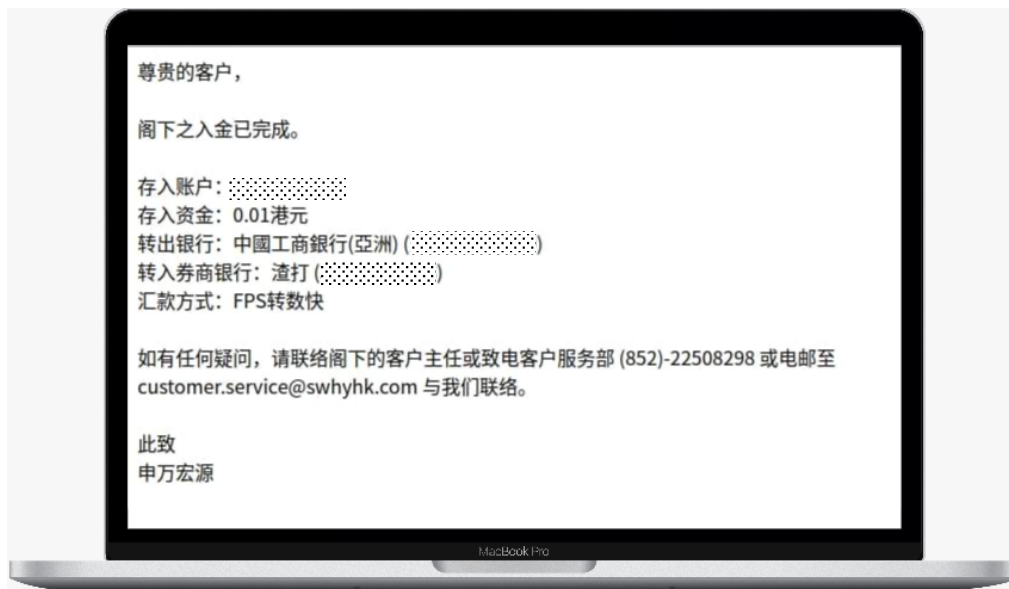 尊贵的客户，
阁下之入金已完成。
存入账户：
存入资金：0.01港元
转出银行：中國工商銀行(亞洲) ()
转入券商银行：渣打 ()
汇款方式：FPS转数快
如有任何疑问，请联络阁下的客户主任或致电客户服务部 (852)-22508298 或电邮至
customer.service@swhyhk.com 与我们联络。
此致
申万宏源
MacBook Pro